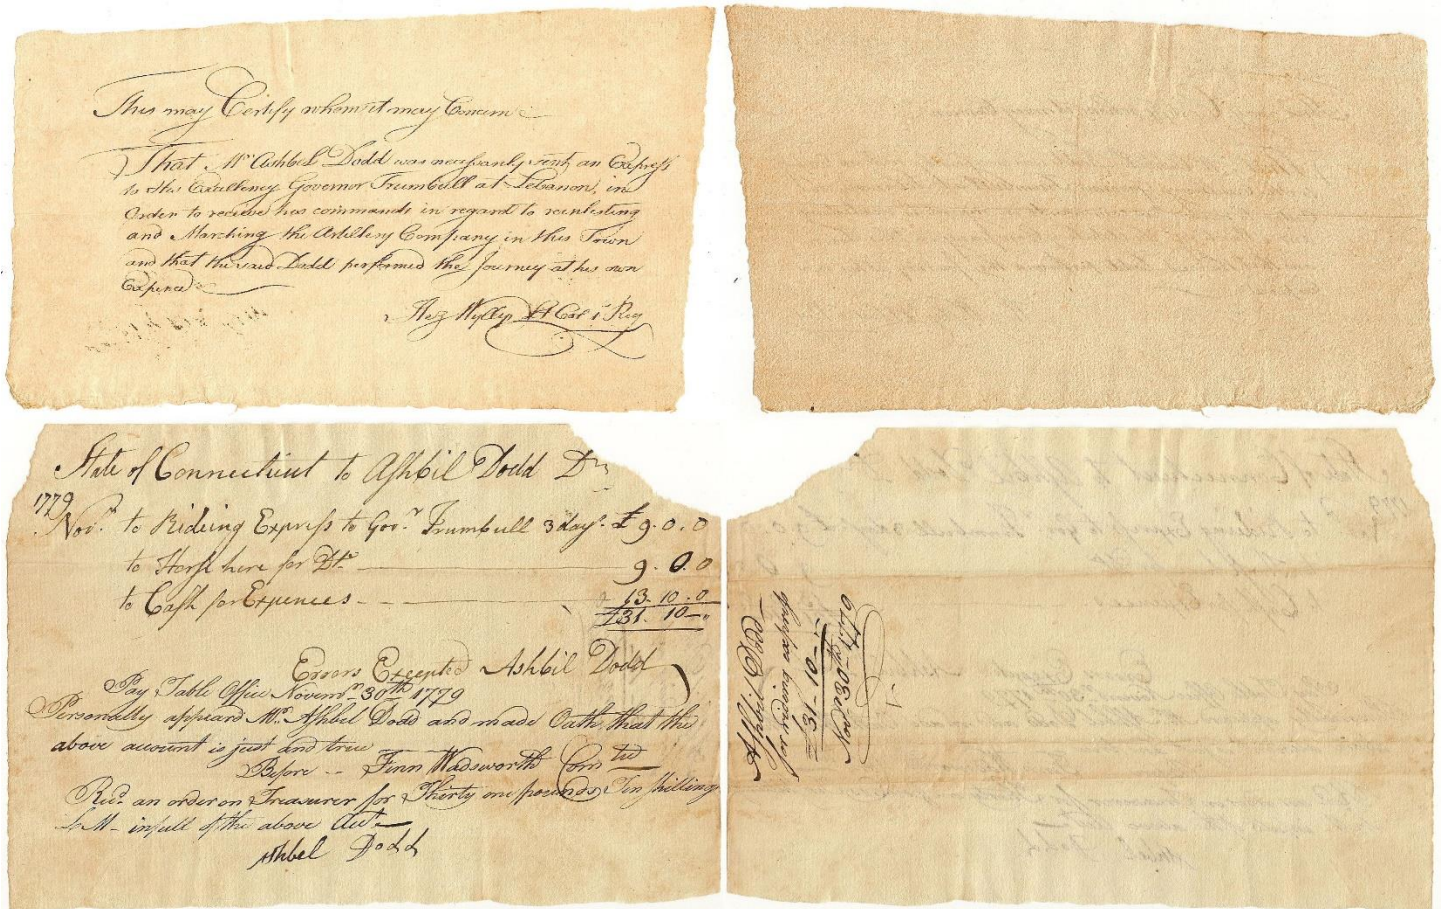 This may Certify whom it may Concern
That Mr. Ashbel Dodd was necessarily sent an Express
to His Excellency Governor Trumbull at Lebanon, in
Order to recieve his commands in regard to reinlisting
and Marching the Artillery Company in this Town
and that the said Dodd performed the Journey at his own
Expence
Hez Wyllys Lt Col 1st Reg
State of Connecticut to Ashbil Dodd Dr
1779
Novr. to Rideing Express to Govr. Trumbull 3 days. £ 9. 0. 0
to Horse here for Do. 9. 0. 0
to Cash for Expences 13. 10. 0
£31. 10 -
Erors Excepted Ashbil Dodd
Pay Table Office Novemr. 30th 1779
Personally appeard Mr. Ashbel Dodd and made Oath, that the
above account is just and true
Before -- Finn Wadsworth Comtee
Recd. an order on Treasurer for Thirty one pounds Ten shillings
L M - in full of the above Acct.
Ashbel Dodd
Ashbil Dodd
for riding express
£ 31 - 10 -
Novr 30th 1779